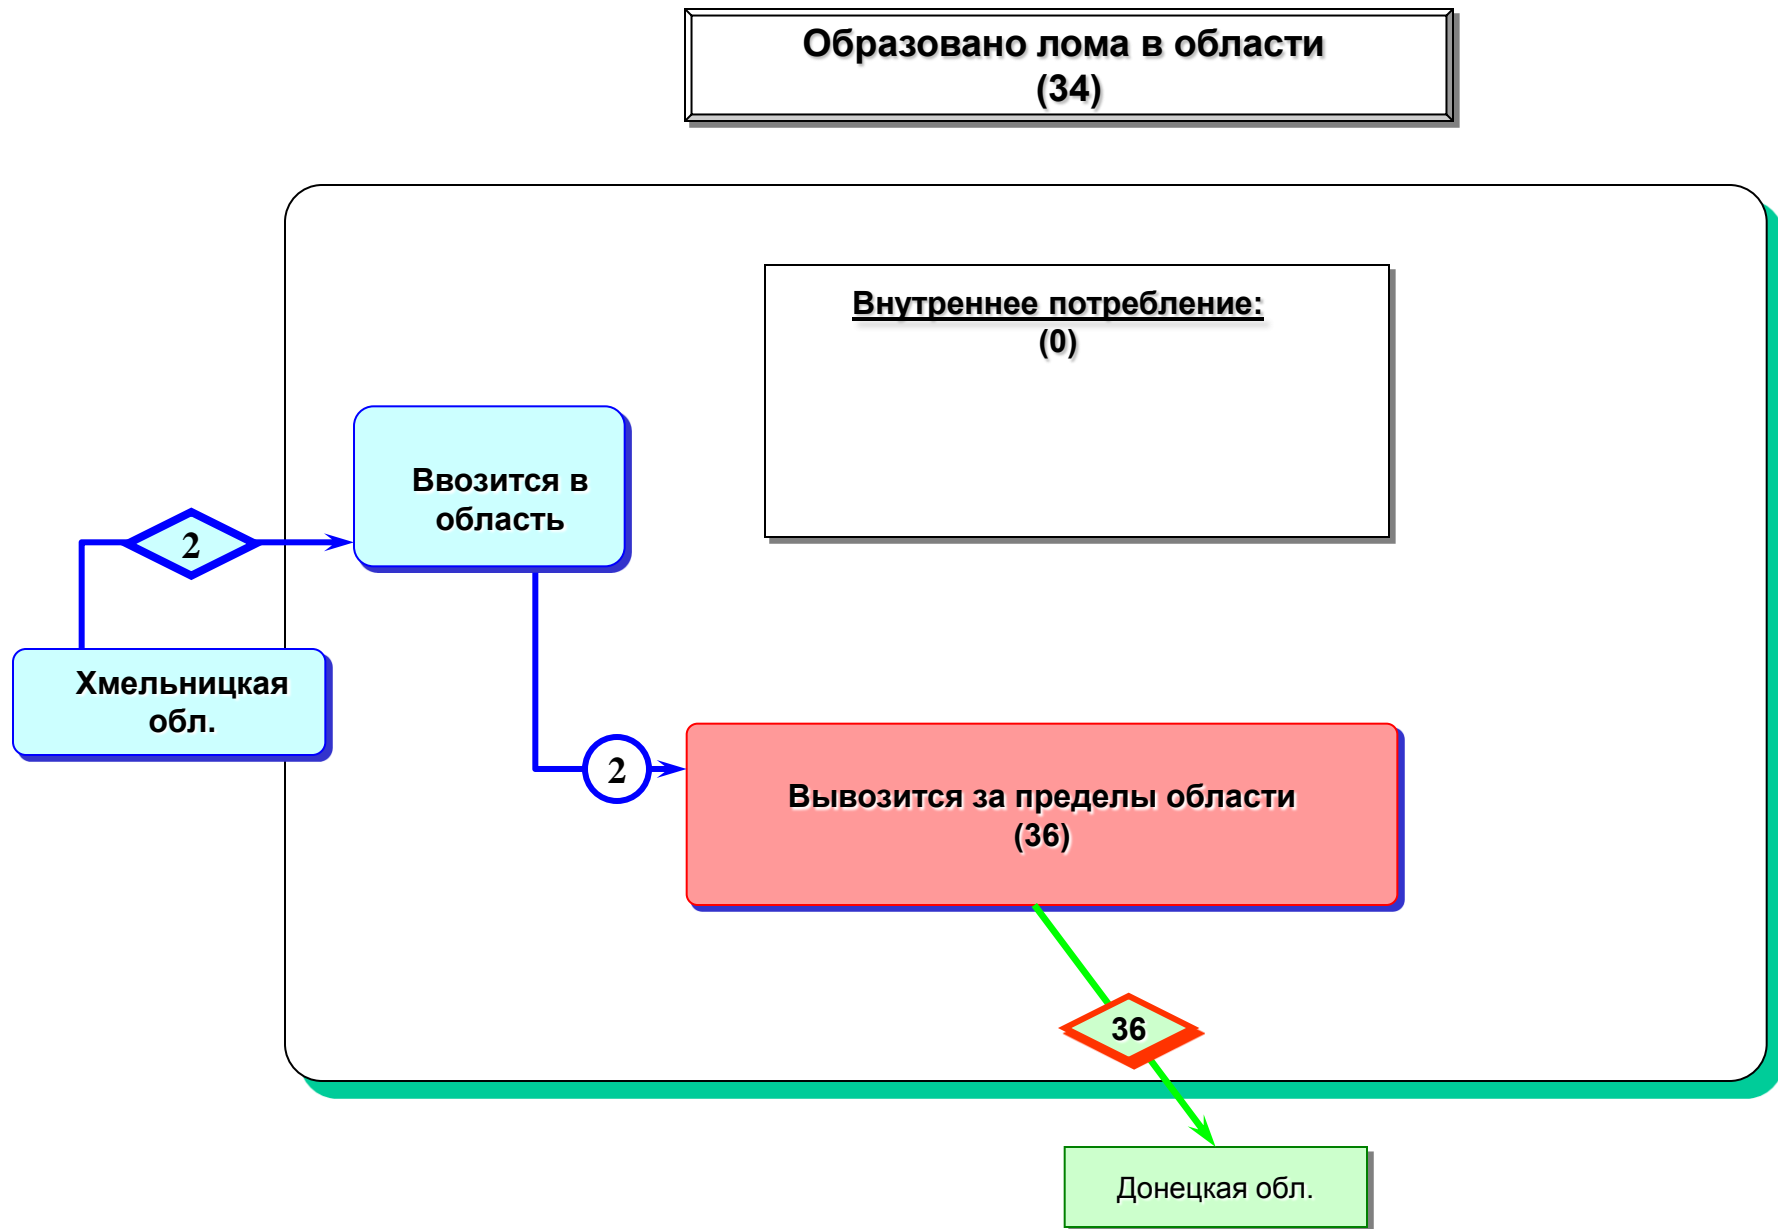 Образовано лома в области
(34)
Внутреннее потребление:
(0)
Ввозится в
область
2
Хмельницкая
обл.
2
Вывозится за пределы области
(36)
36
Донецкая обл.